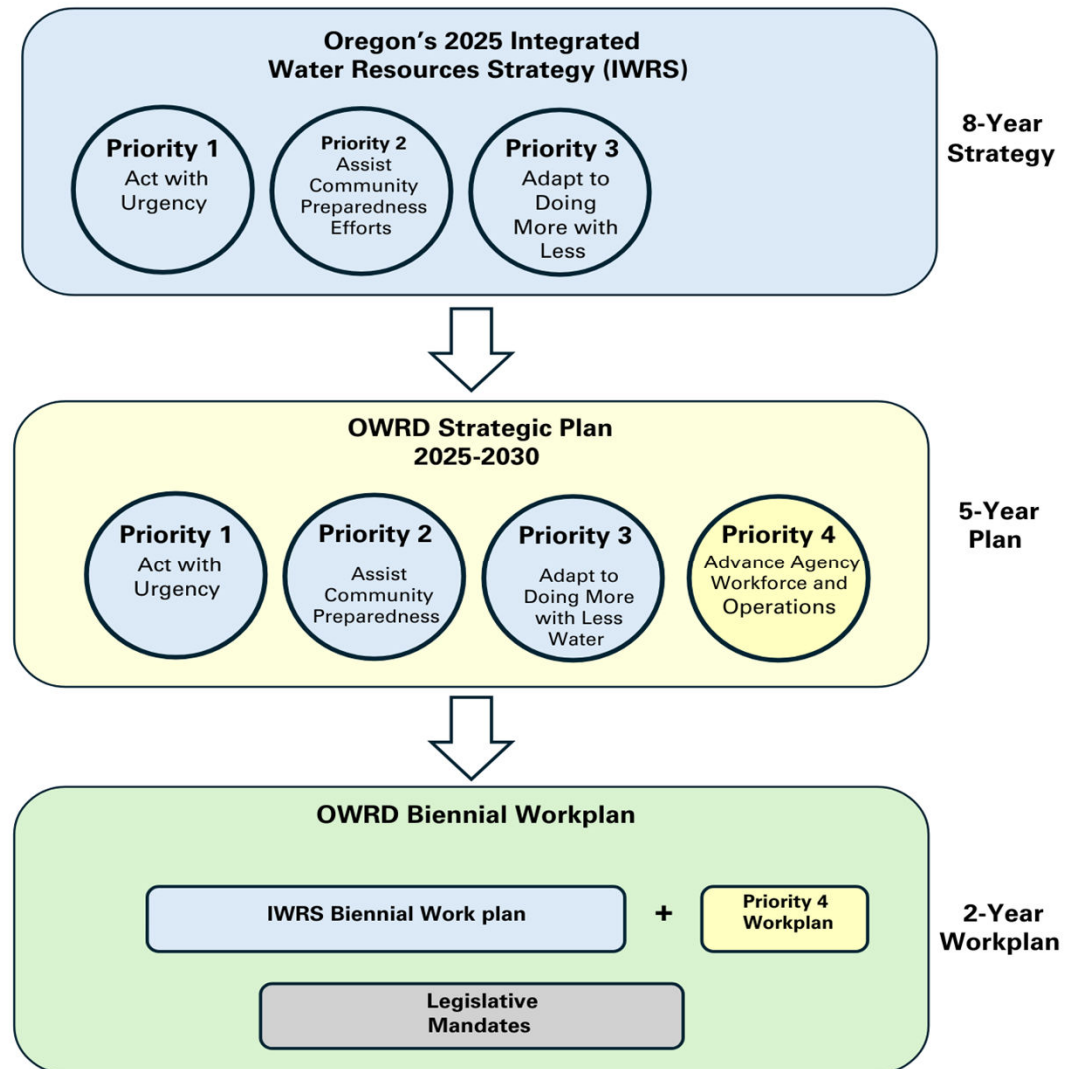 Oregon's 2025 Integrated
Water Resources Strategy (IWRS)
Priority 1
Act with
Urgency
Priority 2
Assist
Community
Preparedness
Efforts
Priority 3
Adapt to
Doing
More with
Less
8-Year
Strategy
OWRD Strategic Plan
2025-2030
Priority 1
Act with
Urgency
Priority 2
Assist
Community
Preparedness
Priority 3
Adapt to
Doing More
with Less
Water
Priority 4
Advance Agency
Workforce and
Operations
5-Year
Plan
OWRD Biennial Workplan
IWRS Biennial Work plan
+
Priority 4
Workplan
Legislative
Mandates
2-Year
Workplan